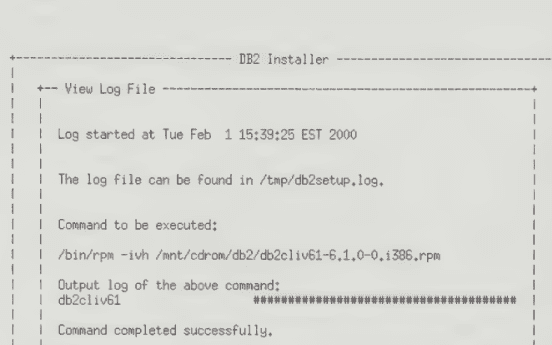 DB2 Installer
View Log File
Log started at Tue Feb 1 15:39:25 EST 2000
The log file can be found in /tmp/db2setup.log.
Command to be executed:
/bin/rpm -ivh /mnt/cdrom/db2/db2cliv61-6.1.0-0.i386.rpm
Output log of the above command:
db2cliv61 ######################################
Command completed successfully.